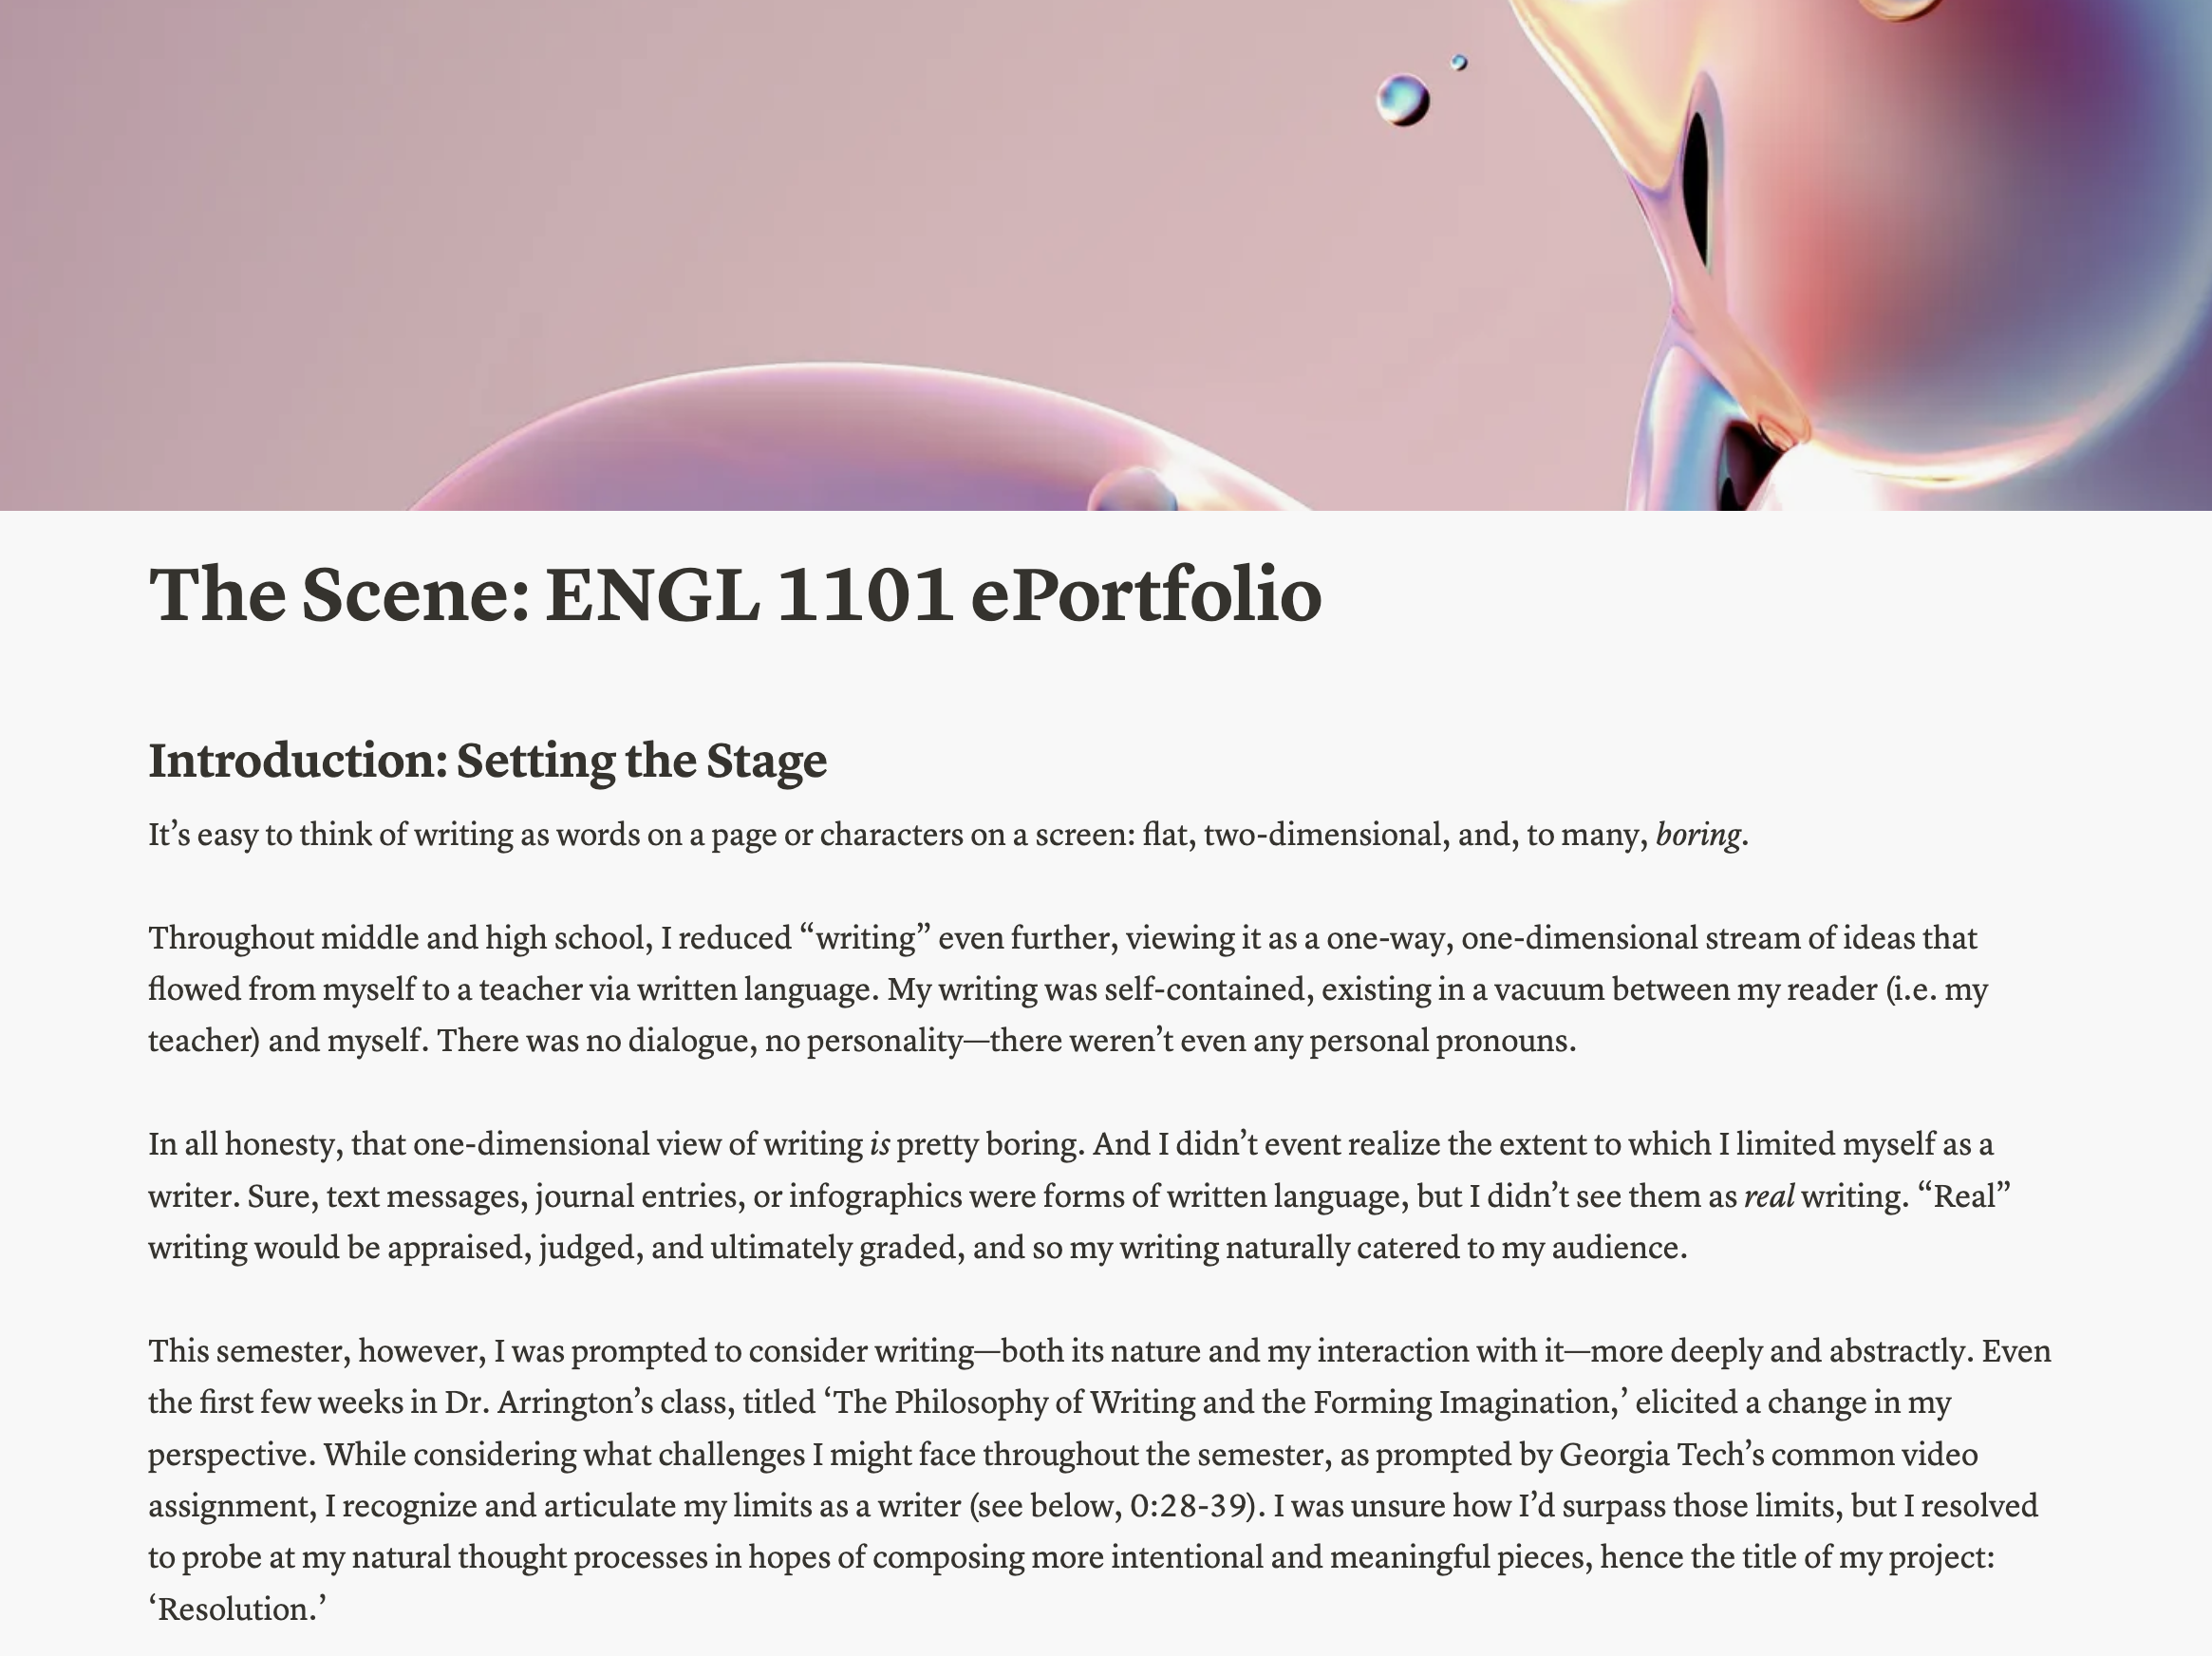 The Scene: ENGL 1101 ePortfolio
Introduction: Setting the Stage
It’s easy to think of writing as words on a page or characters on a screen: flat, two-dimensional, and, to many, boring.
Throughout middle and high school, I reduced “writing” even further, viewing it as a one-way, one-dimensional stream of ideas that
flowed from myself to a teacher via written language. My writing was self-contained, existing in a vacuum between my reader (i.e. my
teacher) and myself. There was no dialogue, no personality—there weren’t even any personal pronouns.
In all honesty, that one-dimensional view of writing is pretty boring. And I didn’t event realize the extent to which I limited myself as a
writer. Sure, text messages, journal entries, or infographics were forms of written language, but I didn’t see them as real writing. “Real”
writing would be appraised, judged, and ultimately graded, and so my writing naturally catered to my audience.
This semester, however, I was prompted to consider writing—both its nature and my interaction with it—more deeply and abstractly. Even
the first few weeks in Dr. Arrington’s class, titled ‘The Philosophy of Writing and the Forming Imagination,’ elicited a change in my
perspective. While considering what challenges I might face throughout the semester, as prompted by Georgia Tech’s common video
assignment, I recognize and articulate my limits as a writer (see below, 0:28-39). I was unsure how I’d surpass those limits, but I resolved
to probe at my natural thought processes in hopes of composing more intentional and meaningful pieces, hence the title of my project:
‘Resolution.’